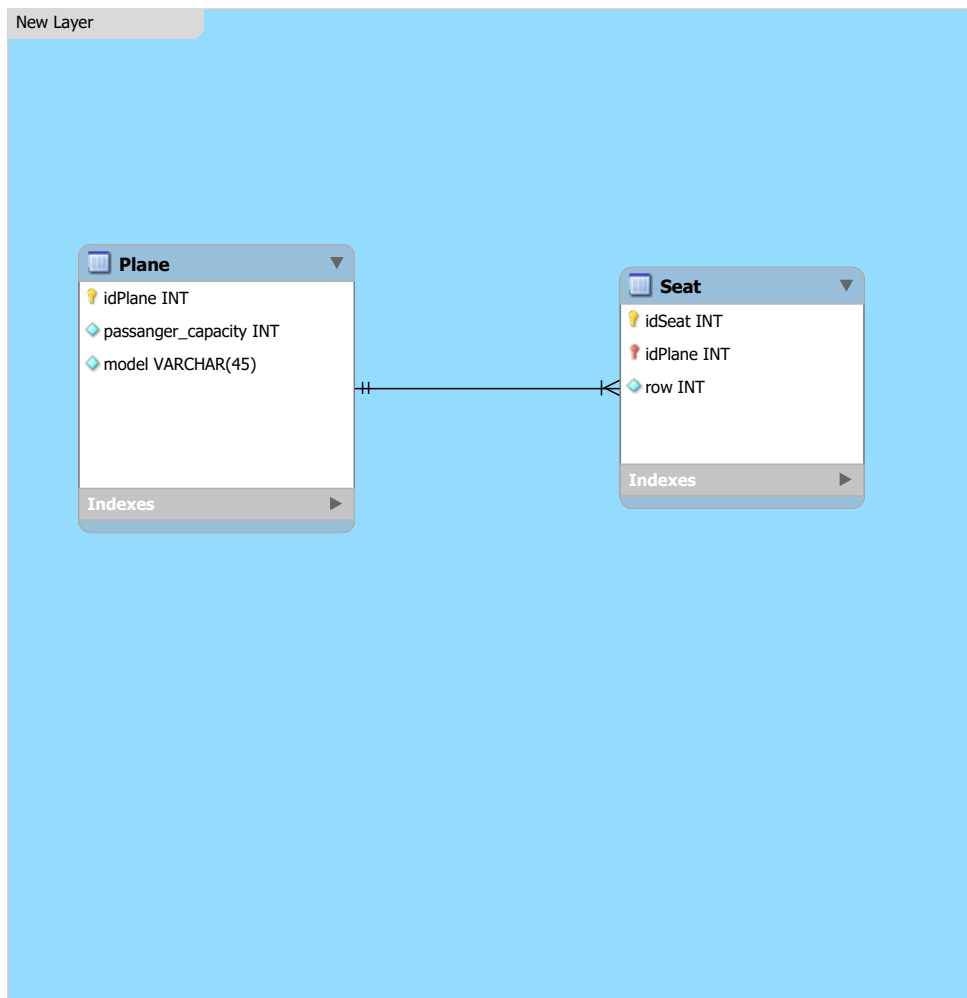 New Layer
Plane
idPlane INT
passanger_capacity INT
model VARCHAR(45)
Indexes
Seat
idSeat INT
idPlane INT
row INT
Indexes